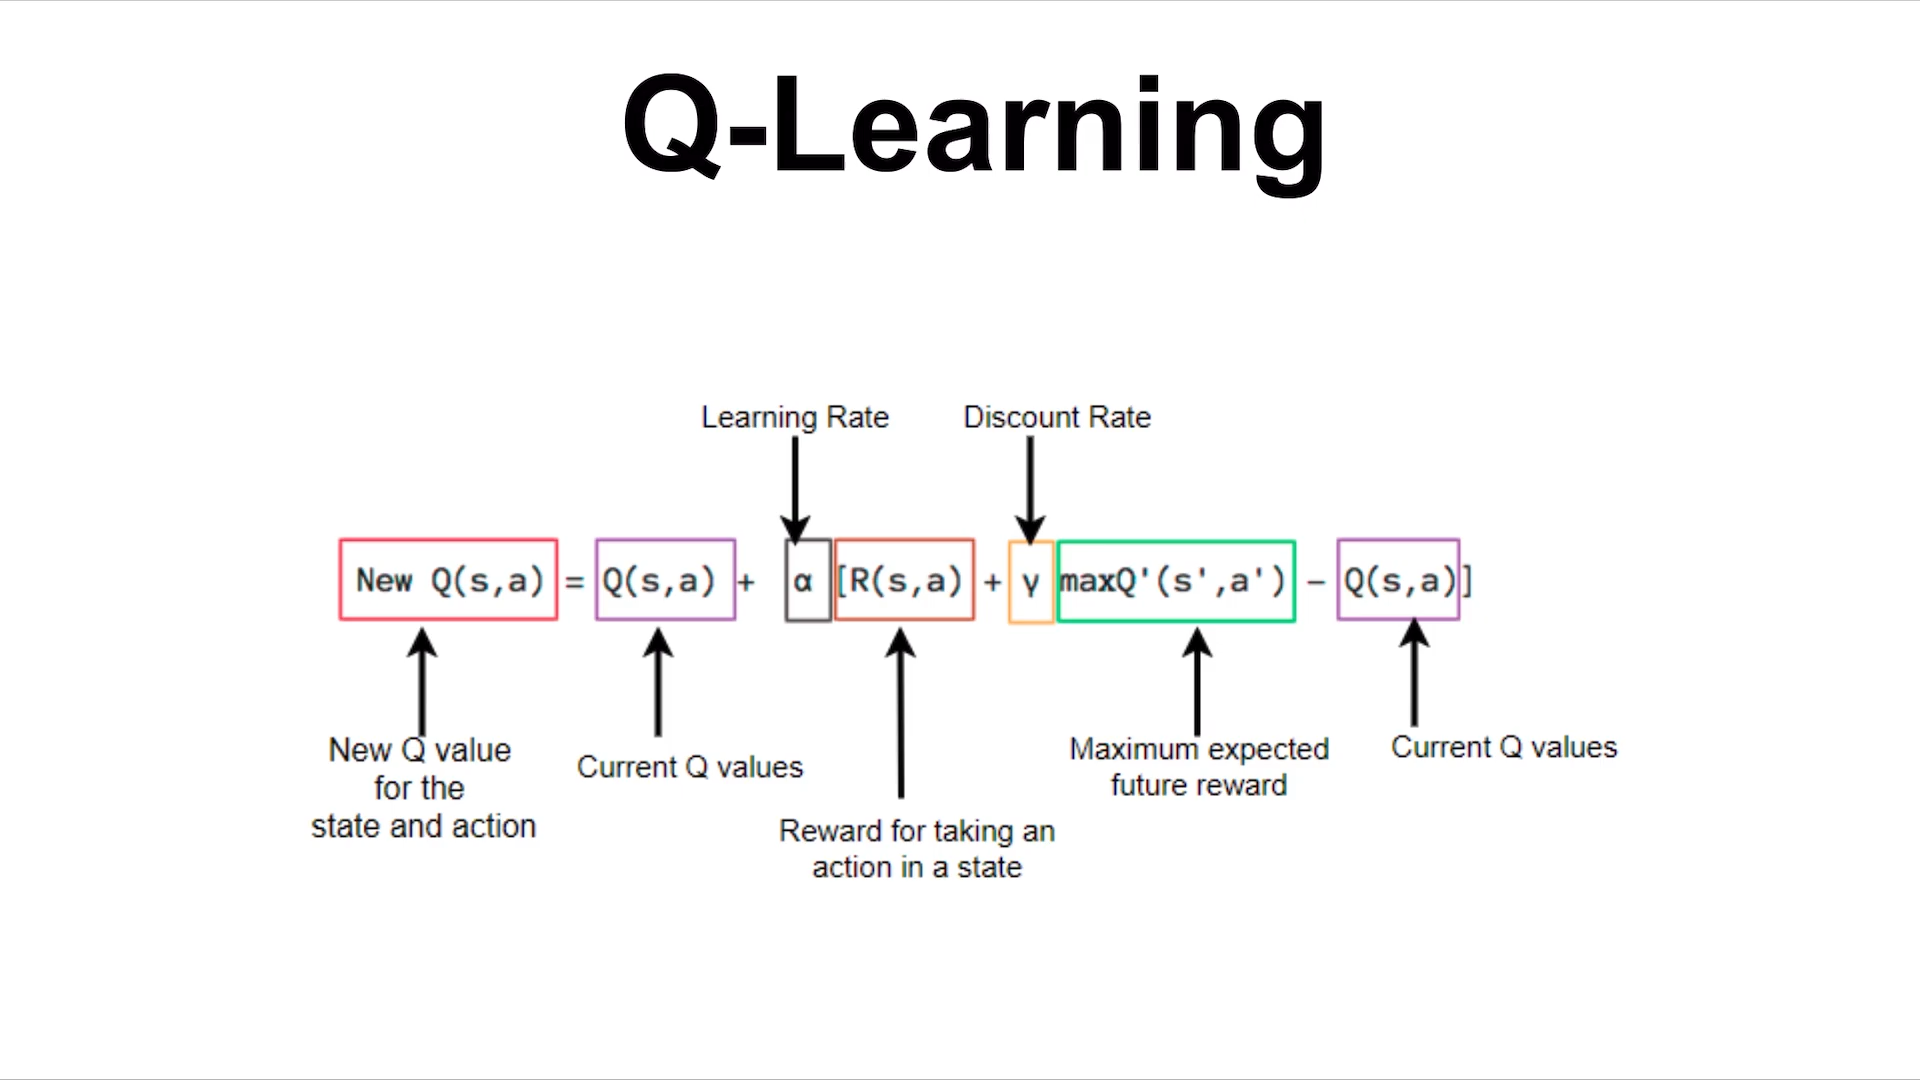 Q-Learning
Learning Rate
Discount Rate
New Q(s,a) = Q(s,a) + α [R(s,a) + γ maxQ'(s',a') − Q(s,a)]
New Q value
for the
state and action
Current Q values
Reward for taking an
action in a state
Maximum expected
future reward
Current Q values